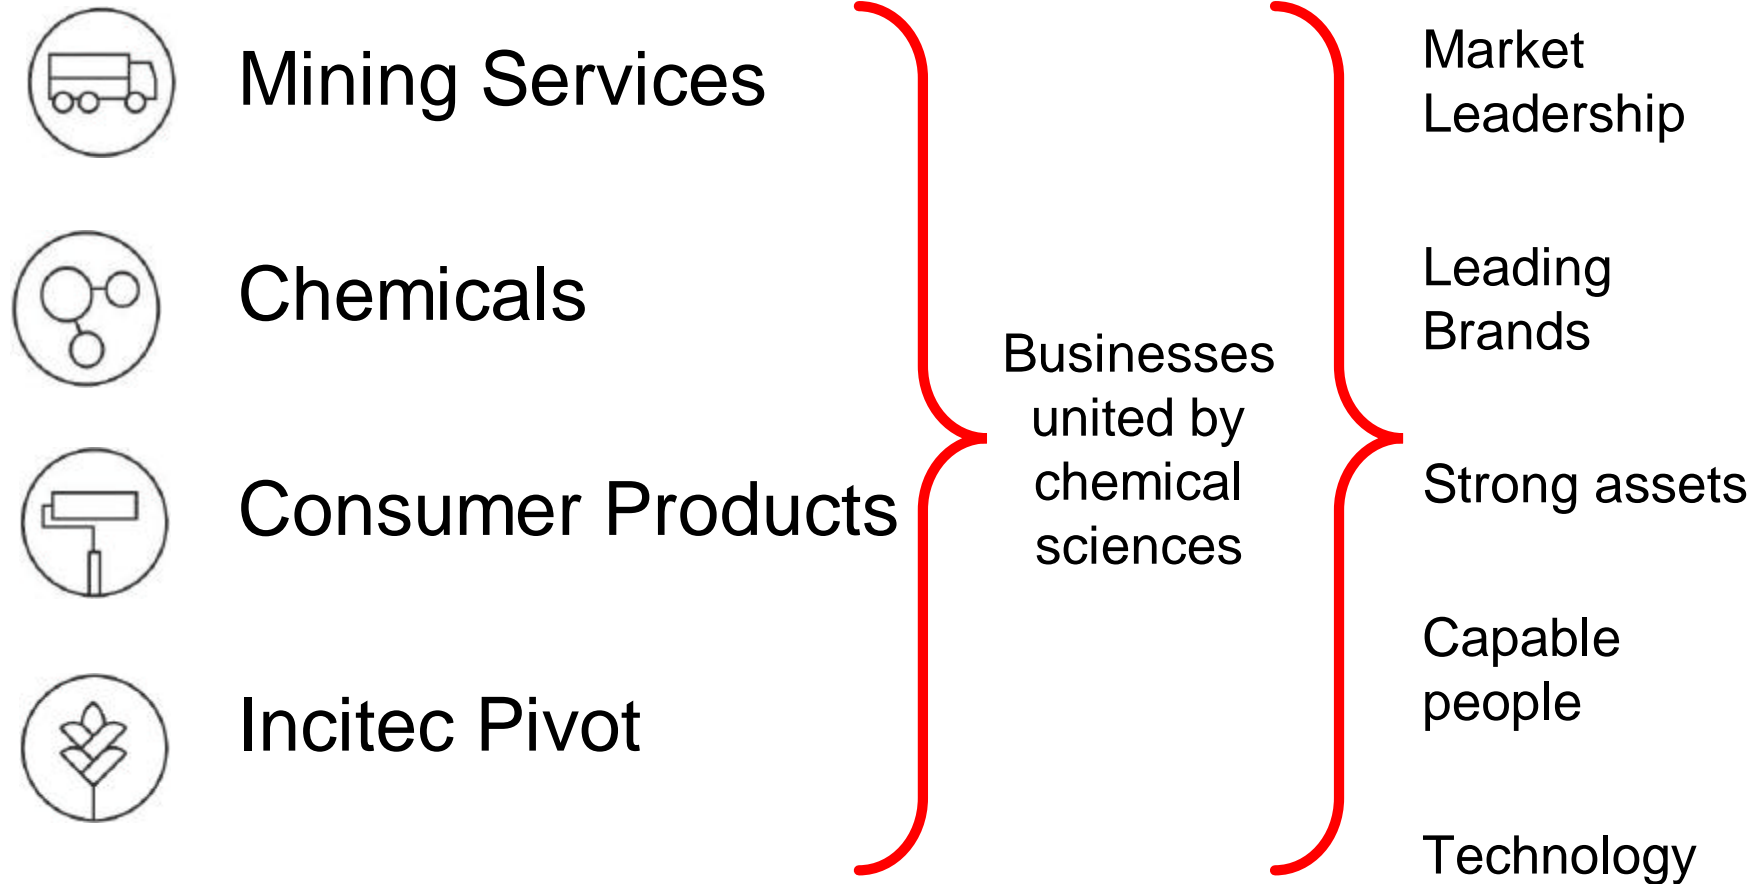 Mining Services
Chemicals
Consumer Products
Incitec Pivot
Businesses
united by
chemical
sciences
Market
Leadership
Leading
Brands
Strong assets
Capable
people
Technology